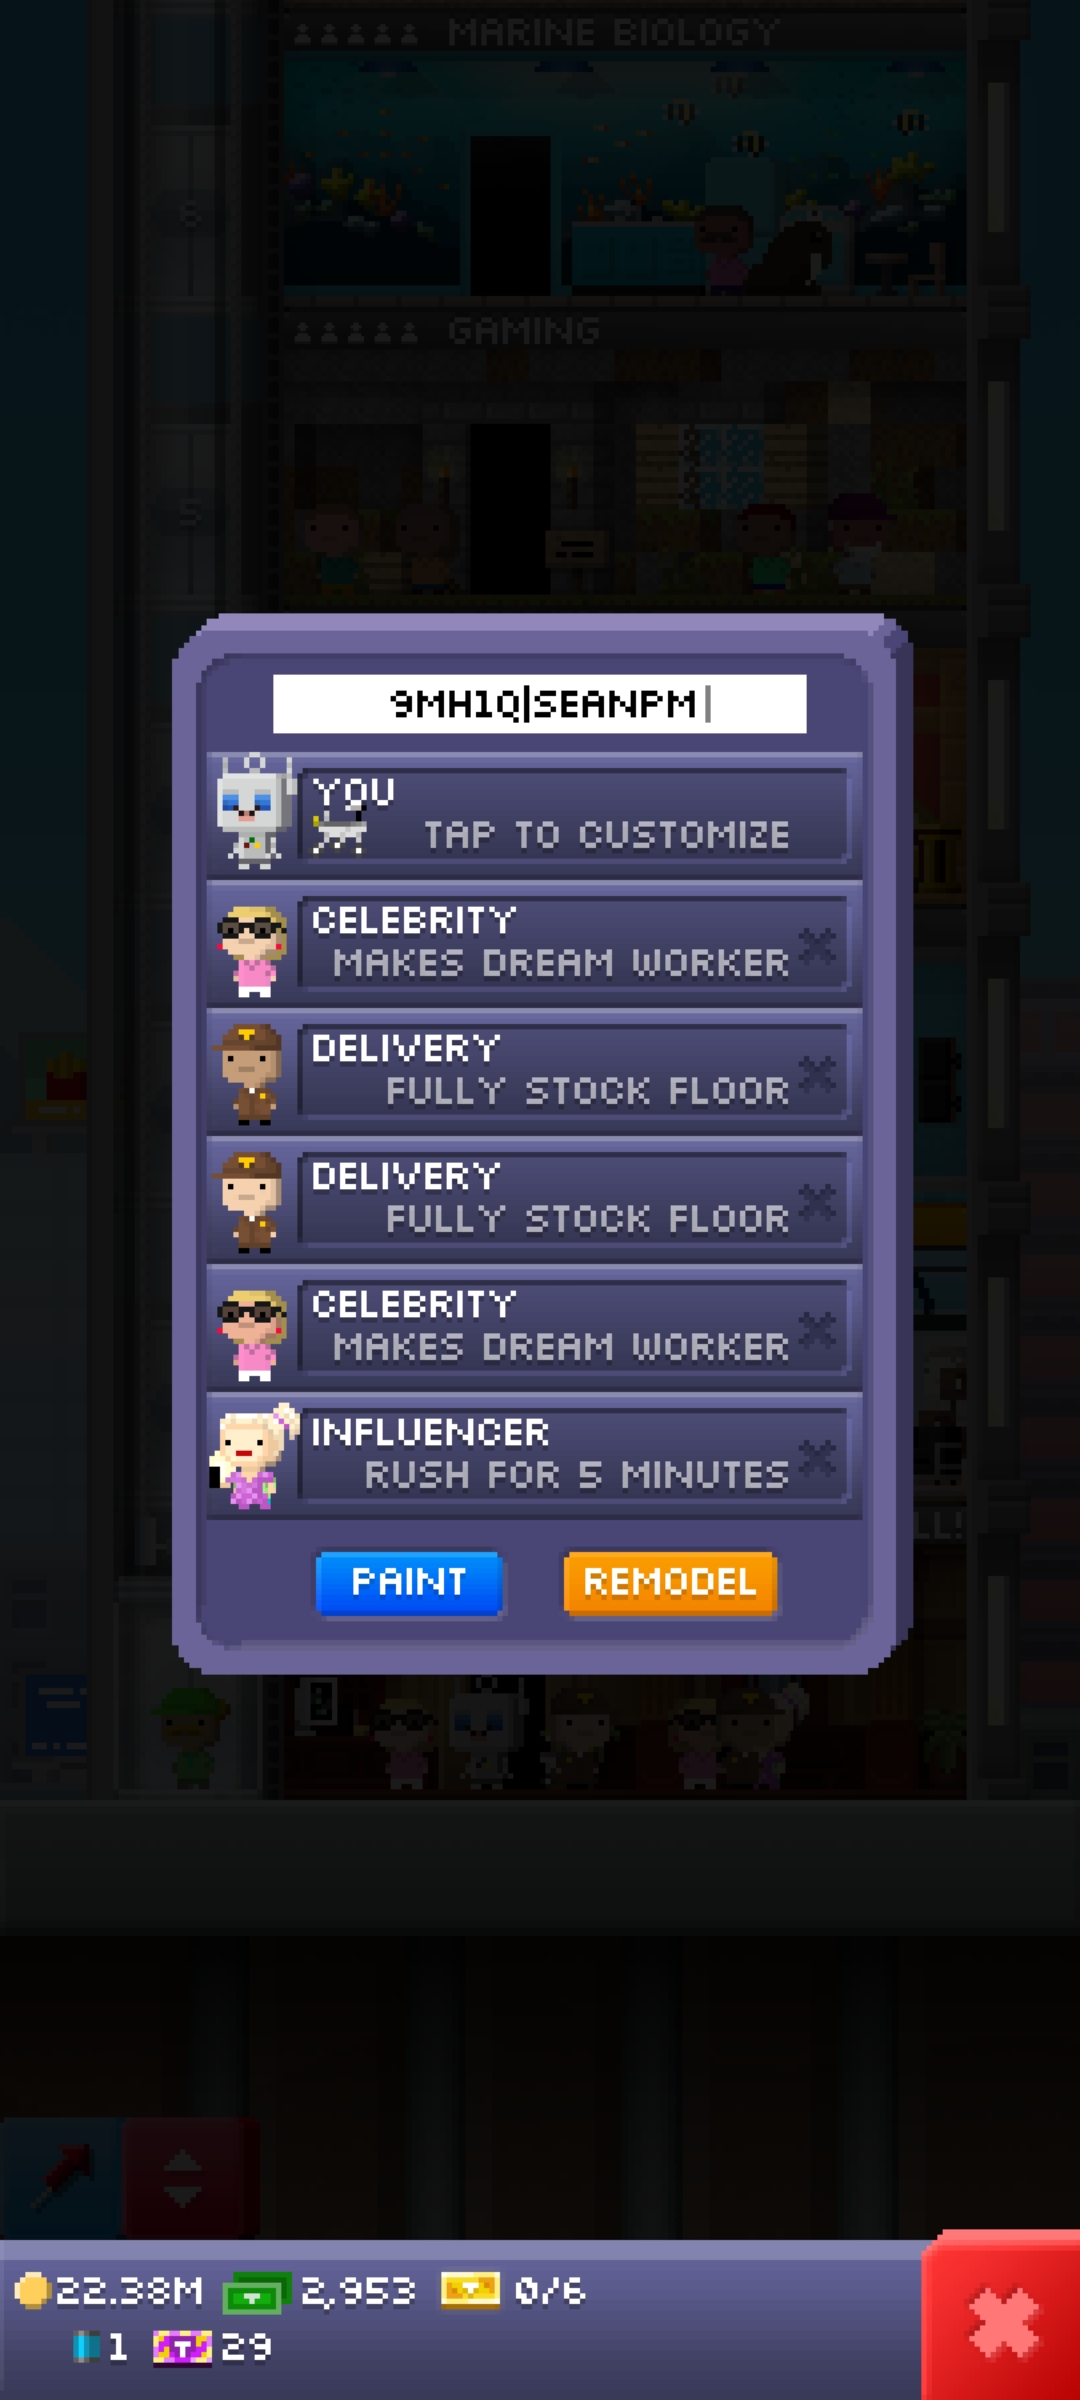 MARINE BIOLOGY
6
GAMING
5
9MH1Q|SEANPM
YOU
TAP TO CUSTOMIZE
CELEBRITY
MAKES DREAM WORKER
DELIVERY
FULLY STOCK FLOOR
DELIVERY
FULLY STOCK FLOOR
CELEBRITY
MAKES DREAM WORKER
INFLUENCER
RUSH FOR 5 MINUTES
PAINT REMODEL
22.38M 2,953 0/6
1 29